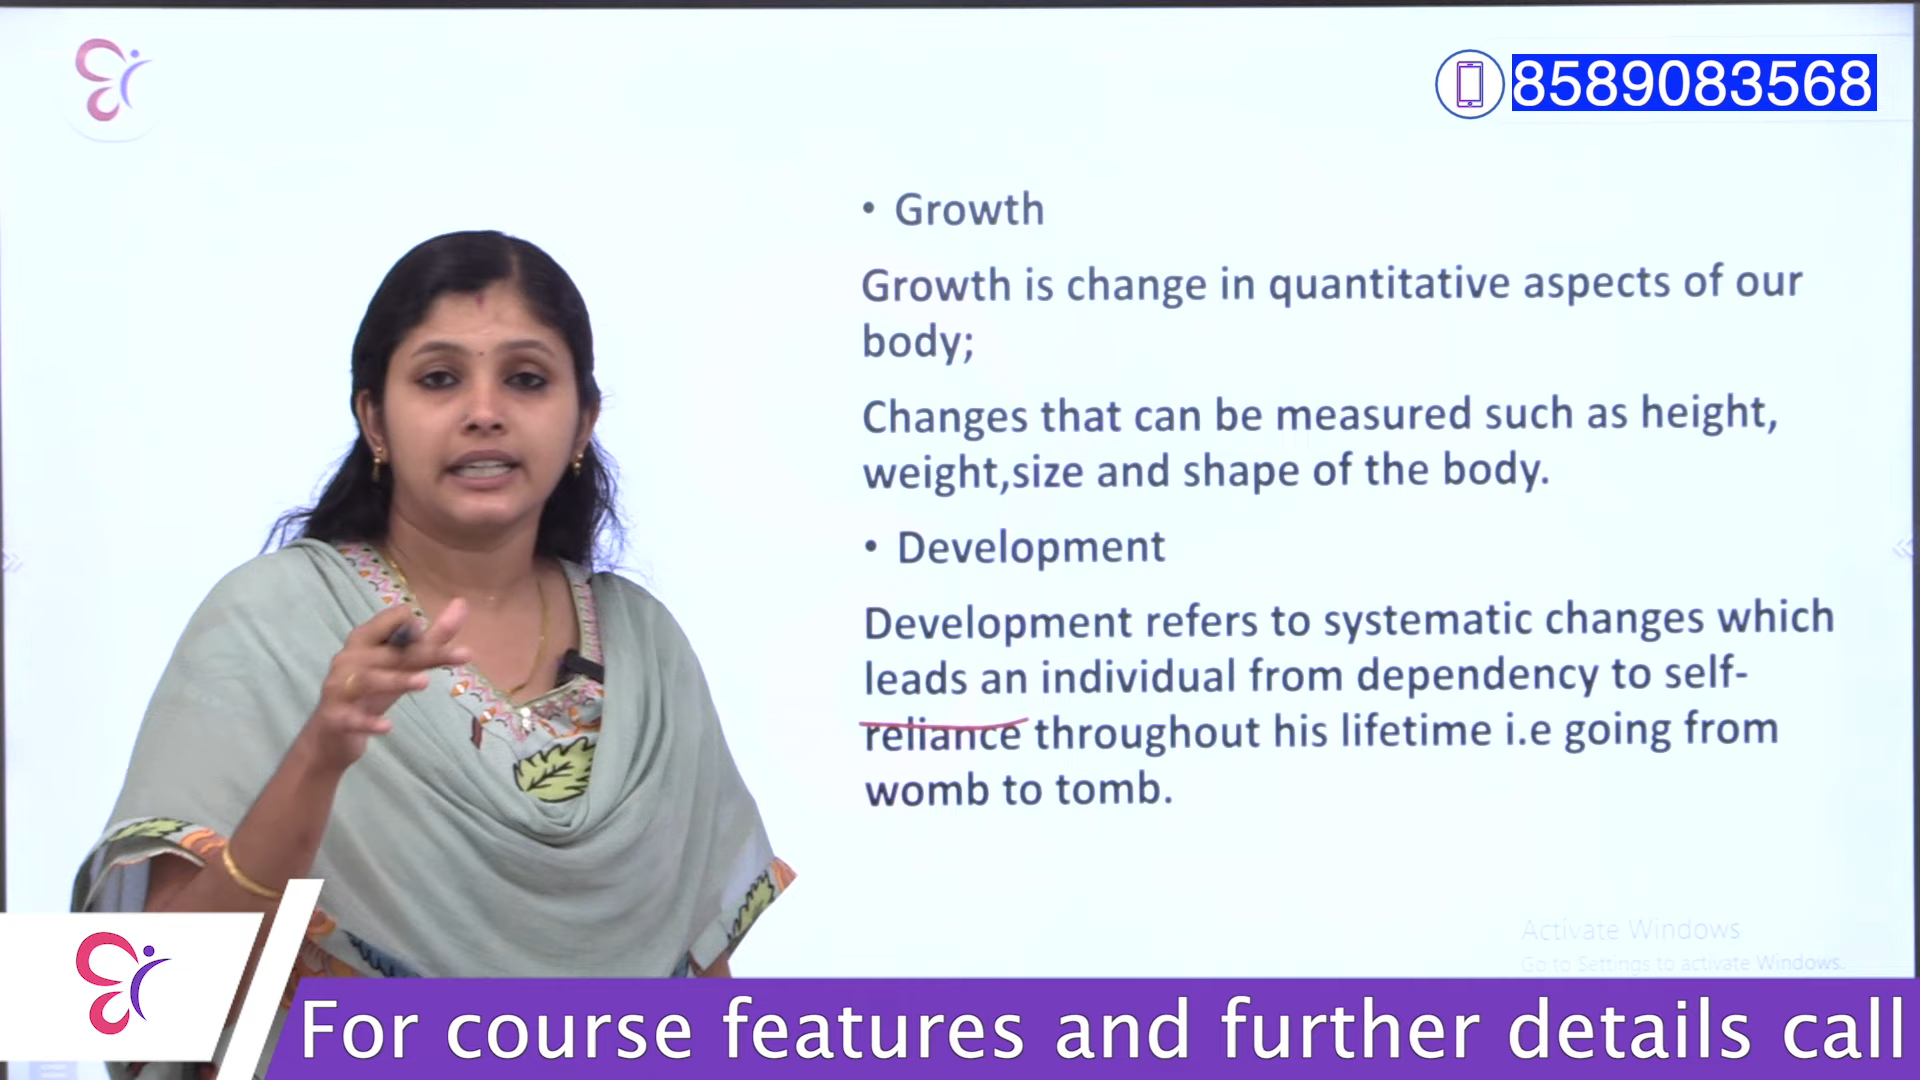 8589083568
• Growth
Growth is change in quantitative aspects of our
body;
Changes that can be measured such as height,
weight,size and shape of the body.
• Development
Development refers to systematic changes which
leads an individual from dependency to self-
reliance throughout his lifetime i.e going from
womb to tomb.
Activate Windows
Go to Settings to activate Windows.
For course features and further details call